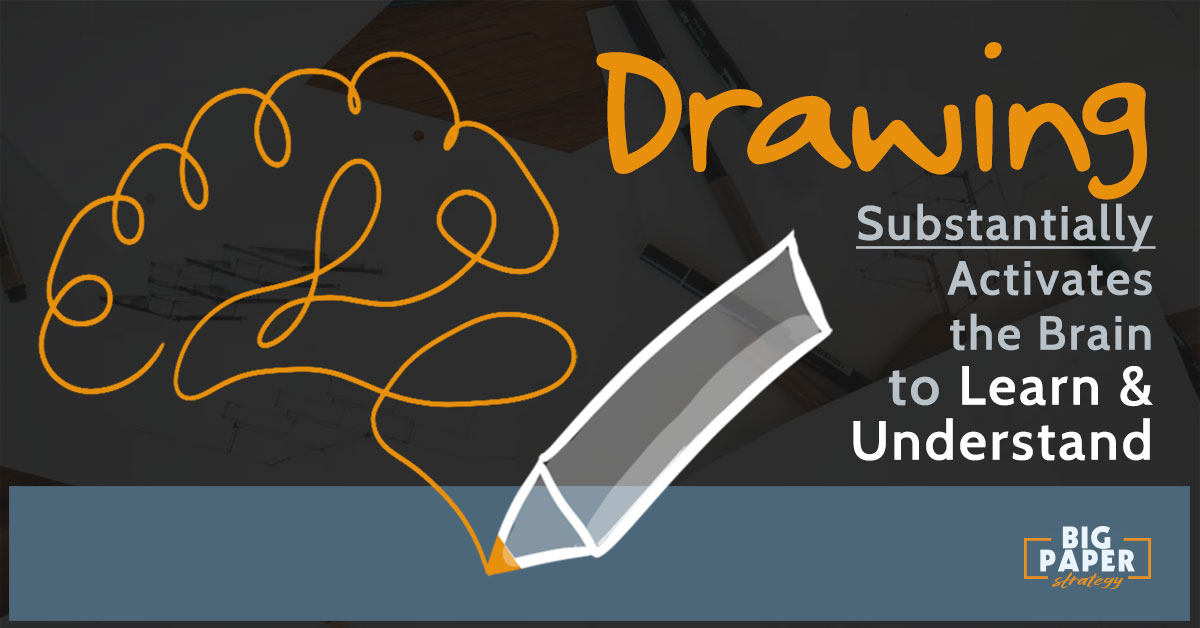 Drawing
Substantially
Activates
the Brain
to Learn &
Understand
BIG
PAPER
strategy